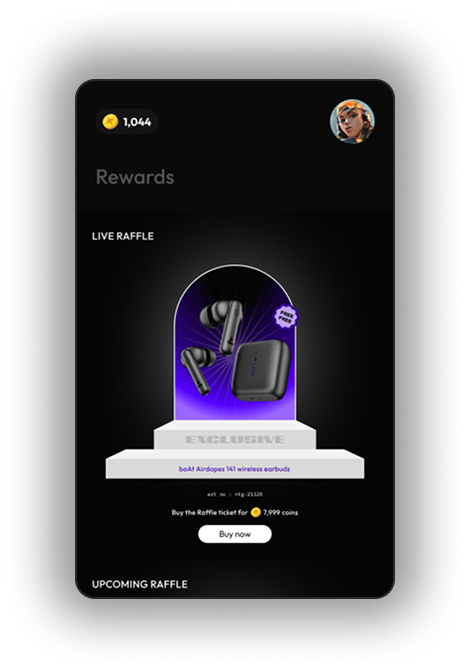 1,044
Rewards
LIVE RAFFLE
FREE
FREE
EXCLUSIVE
boAt Airdopes 141 wireless earbuds
art no : rtg-21328
Buy the Raffle ticket for 7,999 coins
Buy now
UPCOMING RAFFLE